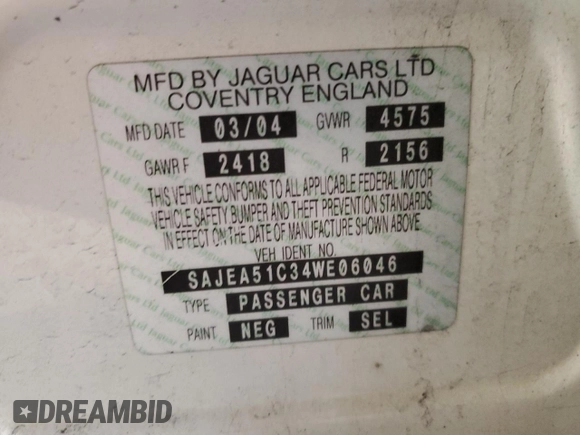 MFD BY JAGUAR CARS LTD
COVENTRY ENGLAND
MFD DATE 03/04 GVWR 4575
GAWR F 2418 R 2156
THIS VEHICLE CONFORMS TO ALL APPLICABLE FEDERAL MOTOR
VEHICLE SAFETY BUMPER AND THEFT PREVENTION STANDARDS
IN EFFECT ON THE DATE OF MANUFACTURE SHOWN ABOVE
VEH IDENT NO.
SAJEA51C34WE06046
TYPE PASSENGER CAR
PAINT NEG TRIM SEL
DREAMBID